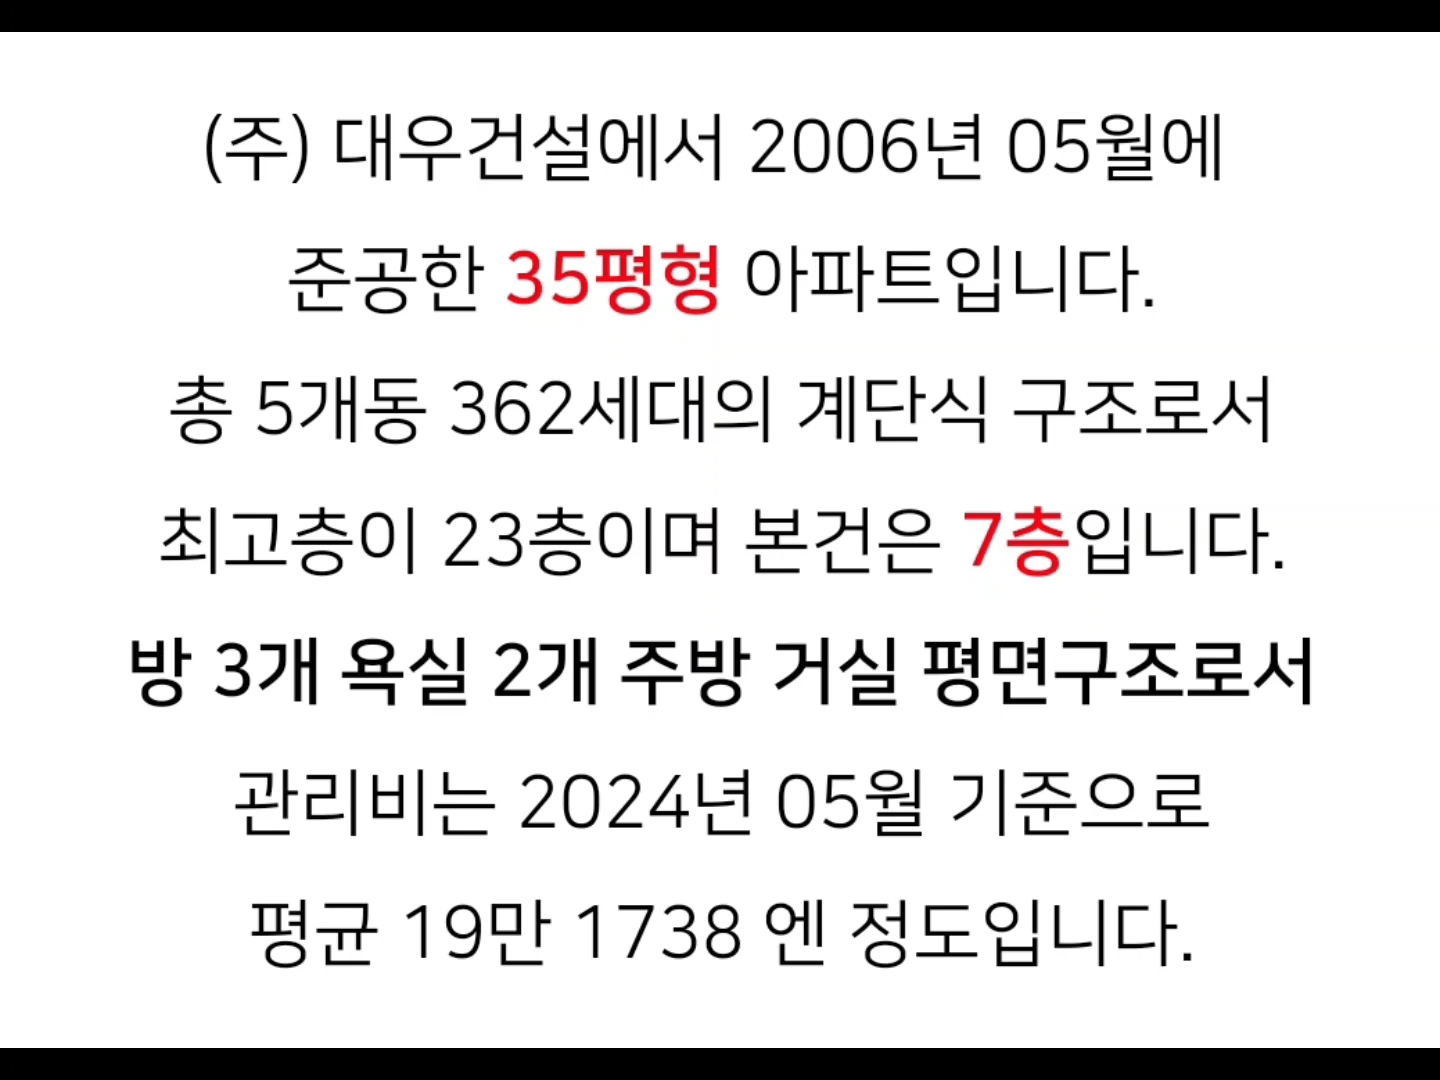 (주) 대우건설에서 2006년 05월에
준공한 35평형 아파트입니다.
총 5개동 362세대의 계단식 구조로서
최고층이 23층이며 본건은 7층입니다.
방 3개 욕실 2개 주방 거실 평면구조로서
관리비는 2024년 05월 기준으로
평균 19만 1738 엔 정도입니다.